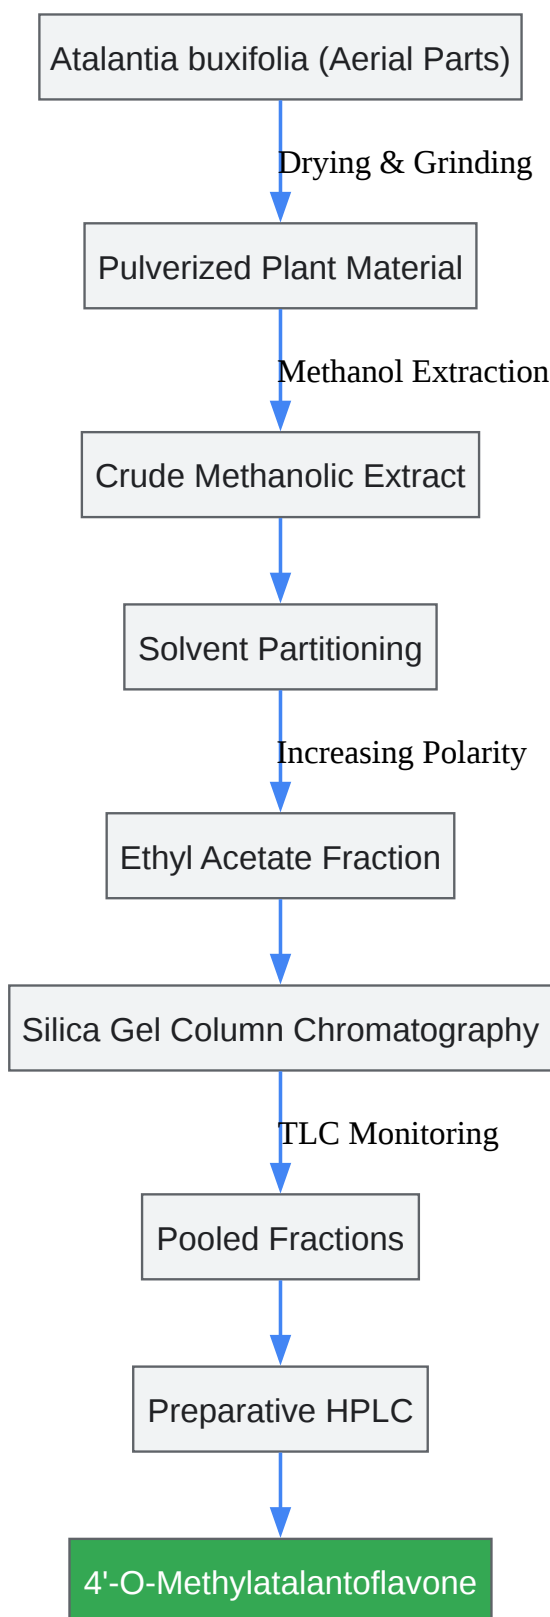 Atalantia buxifolia (Aerial Parts)
Drying & Grinding
Pulverized Plant Material
Methanol Extraction
Crude Methanolic Extract
Solvent Partitioning
Increasing Polarity
Ethyl Acetate Fraction
Silica Gel Column Chromatography
TLC Monitoring
Pooled Fractions
Preparative HPLC
4'-O-Methylatalantoflavone